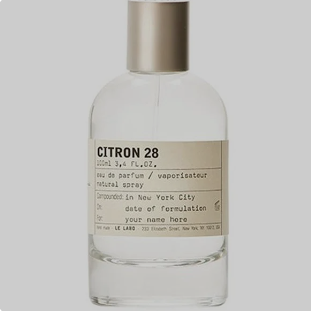 CITRON 28
100ml 3,4 fl.oz.
eau de parfum / vaporisateur
natural spray
Compounded: in New York City
On: date of formulation
For: your name here
LE LABO